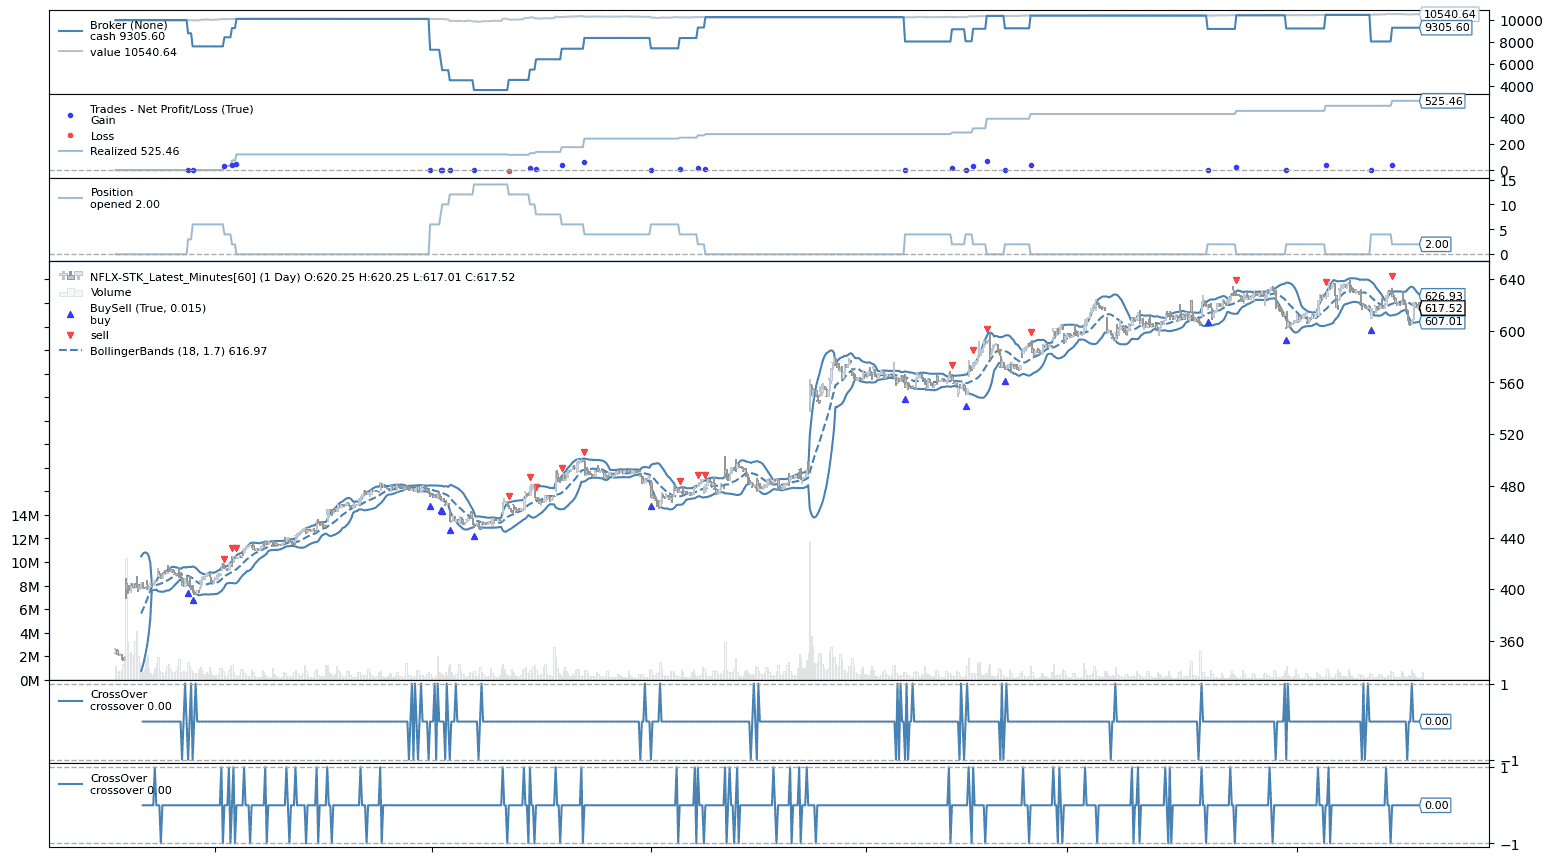 Broker (None)
cash 9305.60
value 10540.64
10540.64
9305.60
10000
8000
6000
4000
Trades - Net Profit/Loss (True)
Gain
Loss
Realized 525.46
525.46
400
200
0
Position
opened 2.00
2.00
15
10
5
0
NFLX-STK_Latest_Minutes[60] (1 Day) O:620.25 H:620.25 L:617.01 C:617.52
Volume
BuySell (True, 0.015)
buy
sell
BollingerBands (18, 1.7) 616.97
626.93
617.52
607.01
640
600
560
520
480
440
400
360
14M
12M
10M
8M
6M
4M
2M
0M
CrossOver
crossover 0.00
0.00
1
−1
CrossOver
crossover 0.00
0.00
1
−1